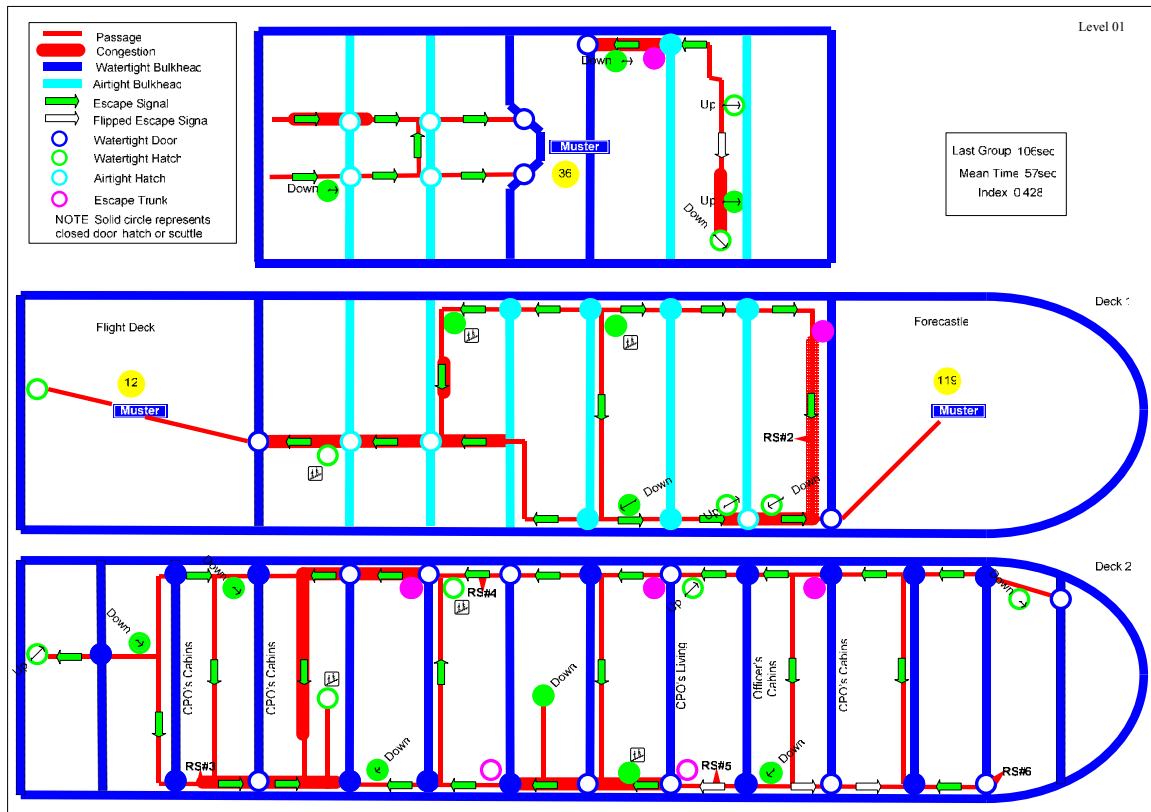 Level 01
Passage
Congestion
Watertight Bulkhead
Airtight Bulkhead
Escape Signal
Flipped Escape Signa
Watertight Door
Watertight Hatch
Airtight Hatch
Escape Trunk
NOTE Solid circle represents
closed door hatch or scuttle
Down
Up
Muster
36
Up
Down
Down
Last Group 106sec
Mean Time 57sec
Index 0 428
Deck 1
Flight Deck
Forecastle
12
Muster
119
Muster
RS#2
Down
Up
Down
Deck 2
Down
Down
RS#4
Up
Down
Up
CPO's Cabins
CPO's Cabins
CPO's Living
Officer's
Cabins
CPO's Cabins
Down
RS#3
Down
RS#5
Down
RS#6